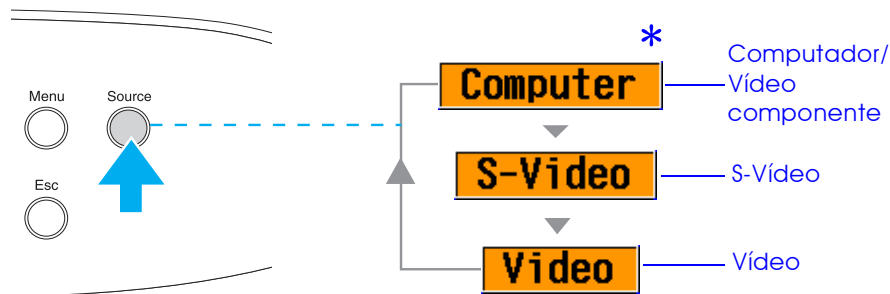 Menu
Source
Esc
*
Computer
Computador/
Vídeo
componente
S-Video
S-Vídeo
Video
Vídeo